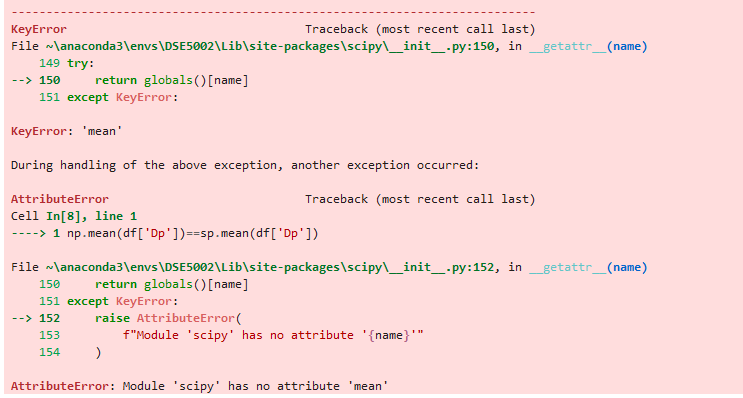 ---------------------------------------------------------------------------
KeyError                                  Traceback (most recent call last)
File ~\anaconda3\envs\DSE5002\Lib\site-packages\scipy\__init__.py:150, in __getattr__(name)
    149 try:
--> 150     return globals()[name]
    151 except KeyError:

KeyError: 'mean'

During handling of the above exception, another exception occurred:

AttributeError                            Traceback (most recent call last)
Cell In[8], line 1
----> 1 np.mean(df['Dp'])==sp.mean(df['Dp'])

File ~\anaconda3\envs\DSE5002\Lib\site-packages\scipy\__init__.py:152, in __getattr__(name)
    150     return globals()[name]
    151 except KeyError:
--> 152     raise AttributeError(
    153         f"Module 'scipy' has no attribute '{name}'"
    154     )

AttributeError: Module 'scipy' has no attribute 'mean'